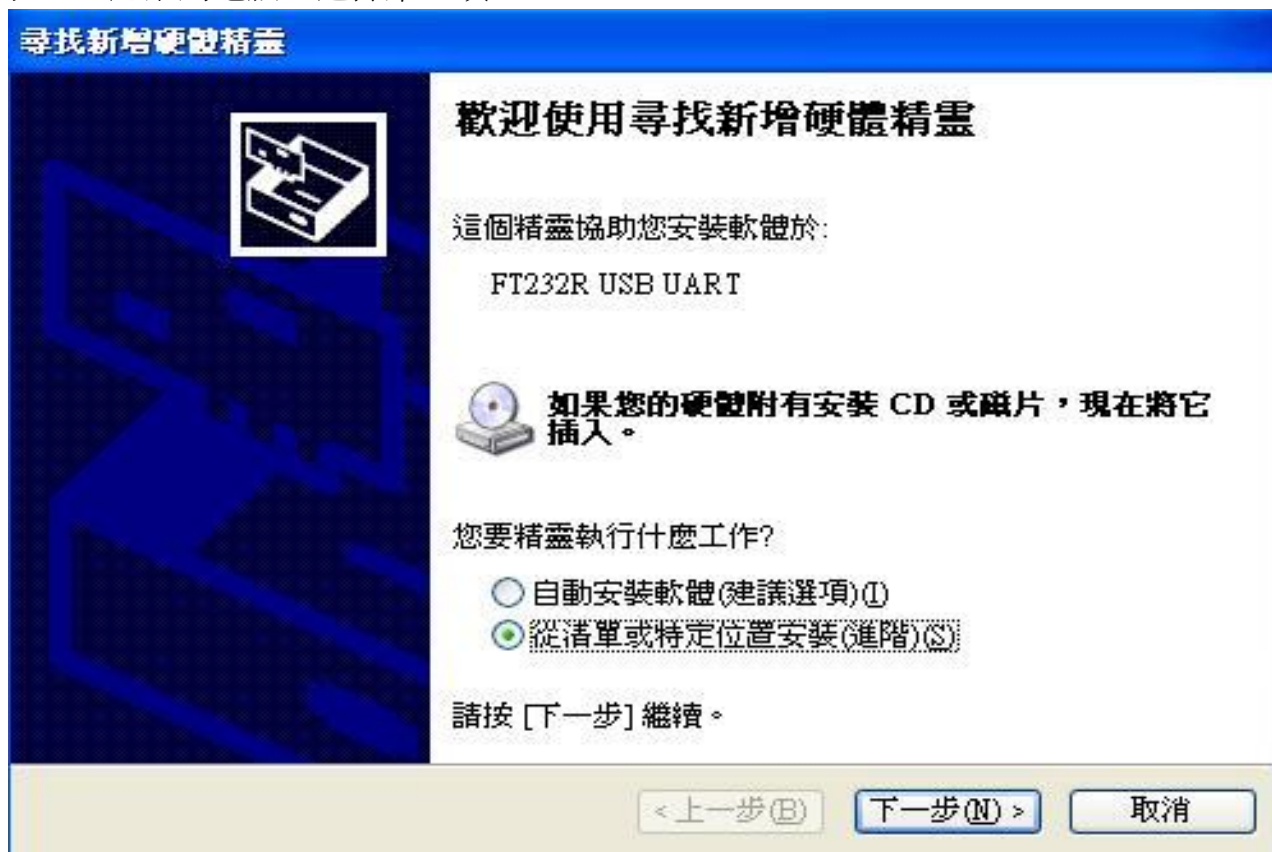 尋找新增硬體精靈
歡迎使用尋找新增硬體精靈
這個精靈協助您安裝軟體於:
FT232R USB UART
如果您的硬體附有安裝 CD 或磁片，現在將它
插入。
您要精靈執行什麼工作?
自動安裝軟體(建議選項)(I)
從清單或特定位置安裝(進階)(S)
請按 [下一步] 繼續。
<上一步(B)
下一步(N) >
取消